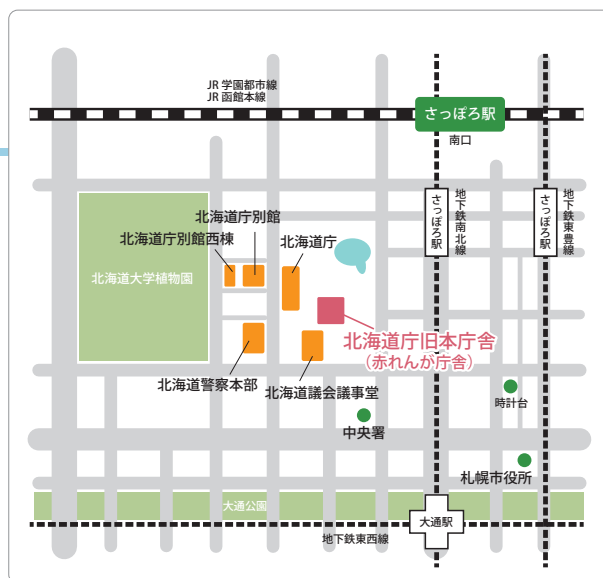 JR 学園都市線
JR 函館本線
さっぽろ駅
南口
さっぽろ駅
地下鉄南北線
さっぽろ駅
地下鉄東豊線
北海道庁別館
北海道庁別館西棟
北海道庁
北海道大学植物園
北海道庁旧本庁舎
（赤れんが庁舎）
北海道警察本部
北海道議会議事堂
時計台
中央署
札幌市役所
大通公園
大通駅
地下鉄東西線